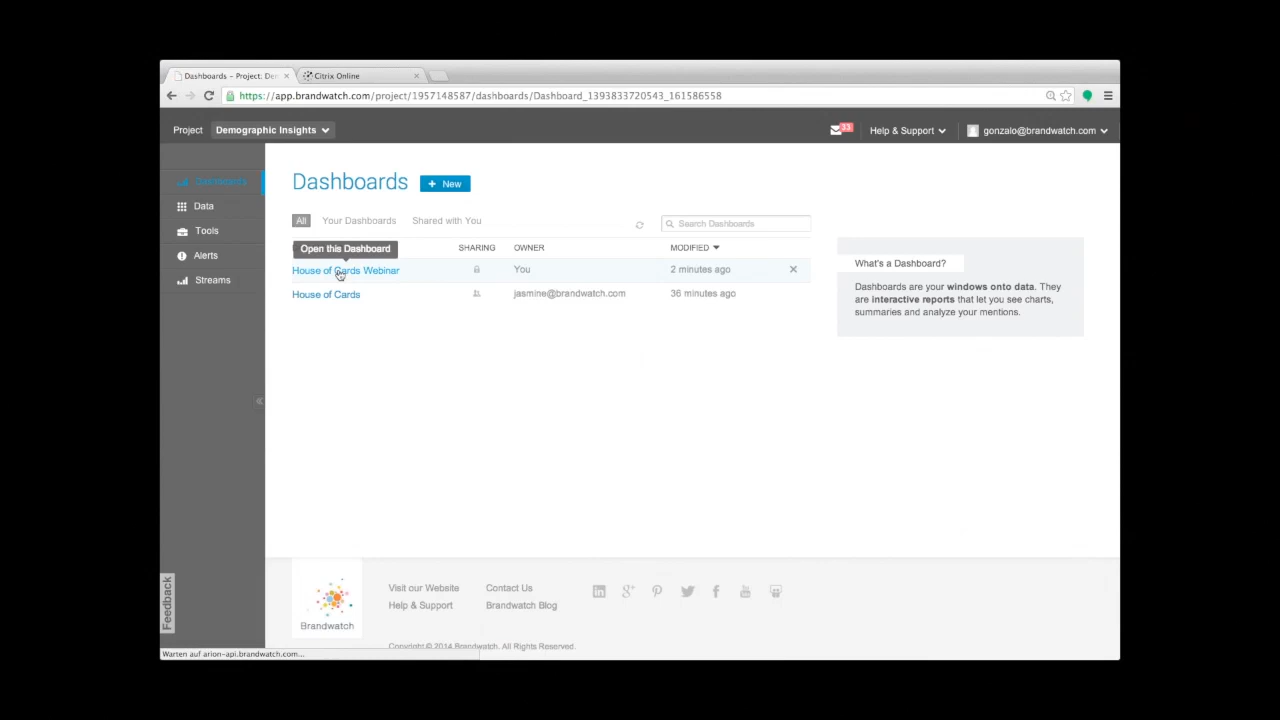 Dashboards – Project: Den
Citrix Online
https://app.brandwatch.com/project/1957148587/dashboards/Dashboard_1393833720543_161586558
Project Demographic Insights
33
Help & Support
gonzalo@brandwatch.com
Dashboards
Data
Tools
Alerts
Streams
Dashboards
+ New
All Your Dashboards Shared with You
Search Dashboards
Open this Dashboard
SHARING OWNER MODIFIED
House of Cards Webinar You 2 minutes ago
House of Cards jasmine@brandwatch.com 36 minutes ago
What's a Dashboard?
Dashboards are your windows onto data. They
are interactive reports that let you see charts,
summaries and analyze your mentions.
Feedback
Brandwatch
Visit our Website Contact Us
Help & Support Brandwatch Blog
Copyright © 2014 Brandwatch. All Rights Reserved.
Warten auf arion-api.brandwatch.com...